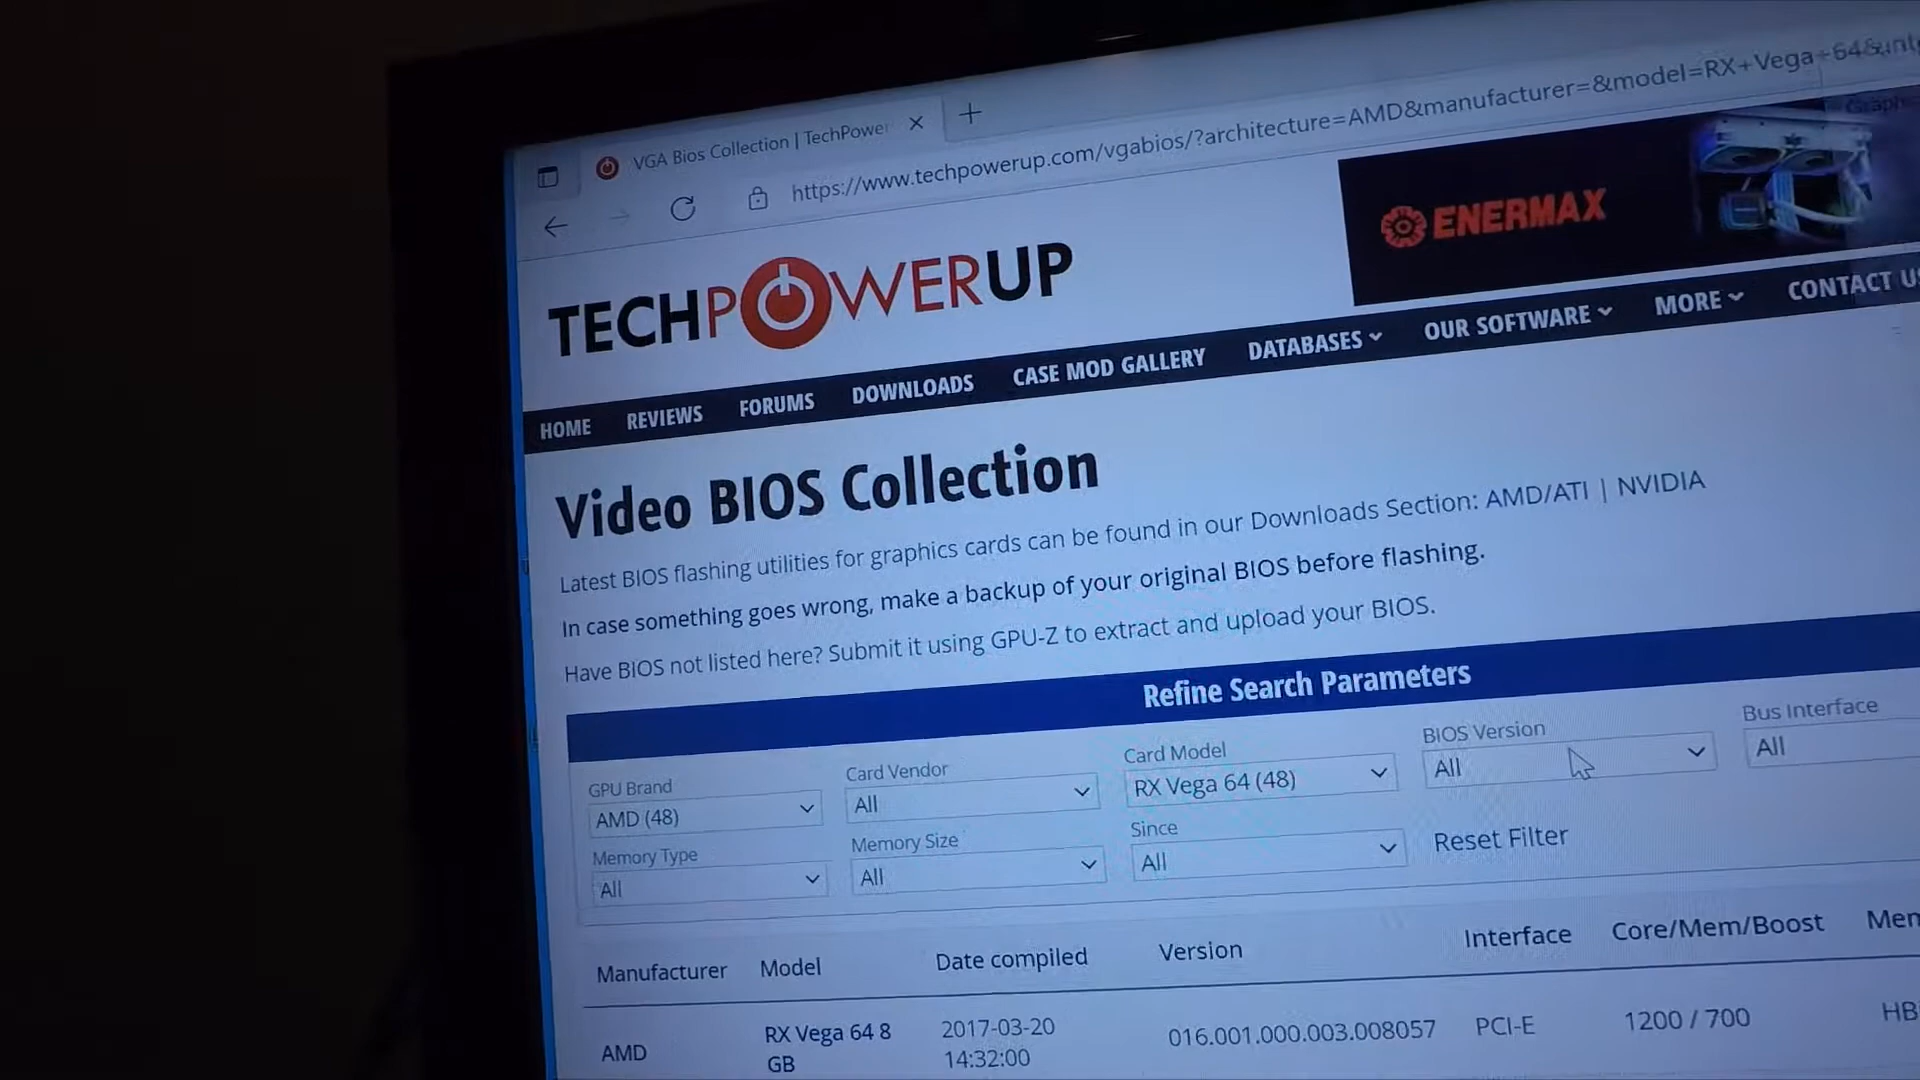 VGA Bios Collection | TechPower
https://www.techpowerup.com/vgabios/?architecture=AMD&manufacturer=&model=RX+Vega+64&inte
ENERMAX
TECHPOWERUP
HOME REVIEWS FORUMS DOWNLOADS CASE MOD GALLERY DATABASES OUR SOFTWARE MORE CONTACT US
Video BIOS Collection
Latest BIOS flashing utilities for graphics cards can be found in our Downloads Section: AMD/ATI | NVIDIA
In case something goes wrong, make a backup of your original BIOS before flashing.
Have BIOS not listed here? Submit it using GPU-Z to extract and upload your BIOS.
Refine Search Parameters
GPU Brand Card Vendor Card Model BIOS Version Bus Interface
AMD (48) All RX Vega 64 (48) All All
Memory Type Memory Size Since
All All All Reset Filter
Manufacturer Model Date compiled Version Interface Core/Mem/Boost Mem
AMD RX Vega 64 8 2017-03-20 016.001.000.003.008057 PCI-E 1200 / 700 HB
GB 14:32:00